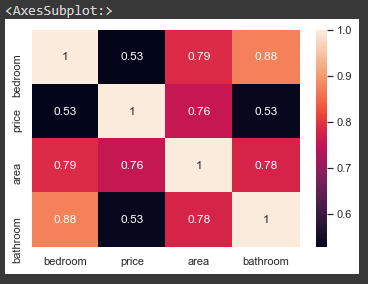 <AxesSubplot:>
bedroom 1 0.53 0.79 0.88
price 0.53 1 0.76 0.53
area 0.79 0.76 1 0.78
bathroom 0.88 0.53 0.78 1
bedroom price area bathroom
1.0
0.9
0.8
0.7
0.6